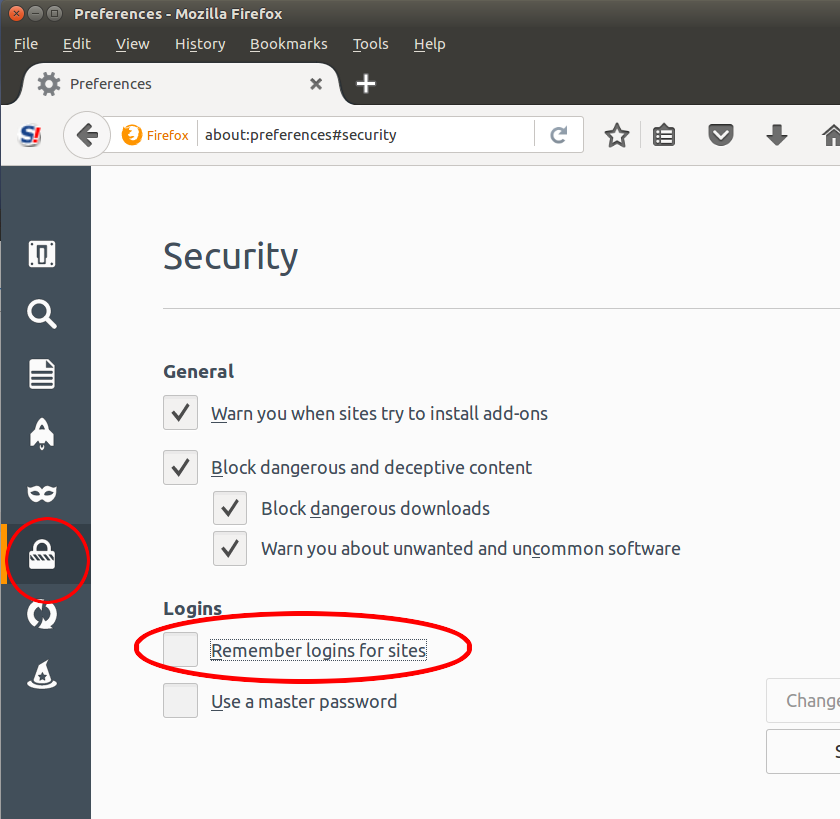 Preferences - Mozilla Firefox
File Edit View History Bookmarks Tools Help
Preferences
S! Firefox about:preferences#security
Security
General
Warn you when sites try to install add-ons
Block dangerous and deceptive content
Block dangerous downloads
Warn you about unwanted and uncommon software
Logins
Remember logins for sites
Use a master password
Change
S